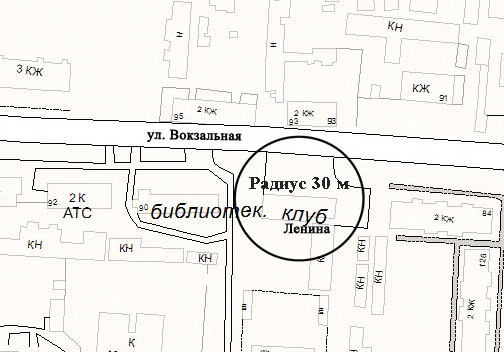 Н
КН
3 КЖ
КЖ
91
95
2 КЖ
2 КЖ
93
93
ул. Вокзальная
Радиус 30 м
92
2 К
АТС
90
библиотек. клуб
Ленина
2 КЖ
84
КН
КН
КН
КН
КН
КН
126
2 КЖ
К